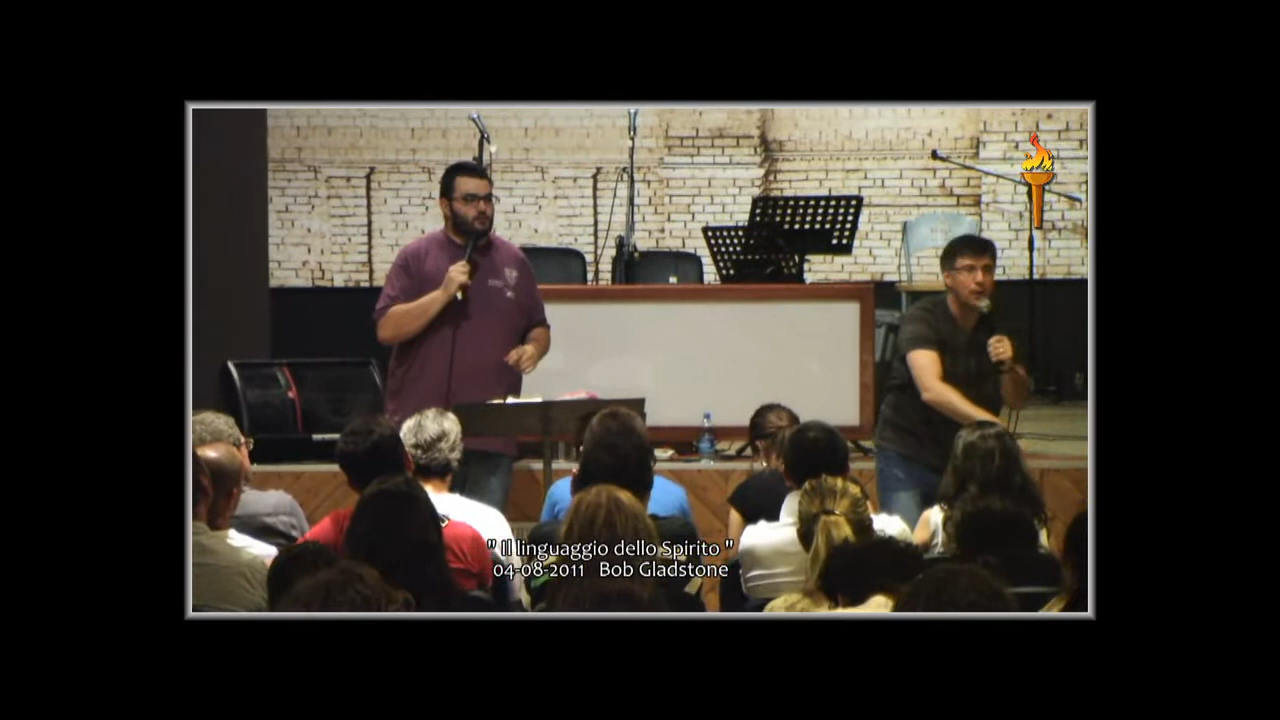 " Il linguaggio dello Spirito "
04-08-2011 Bob Gladstone